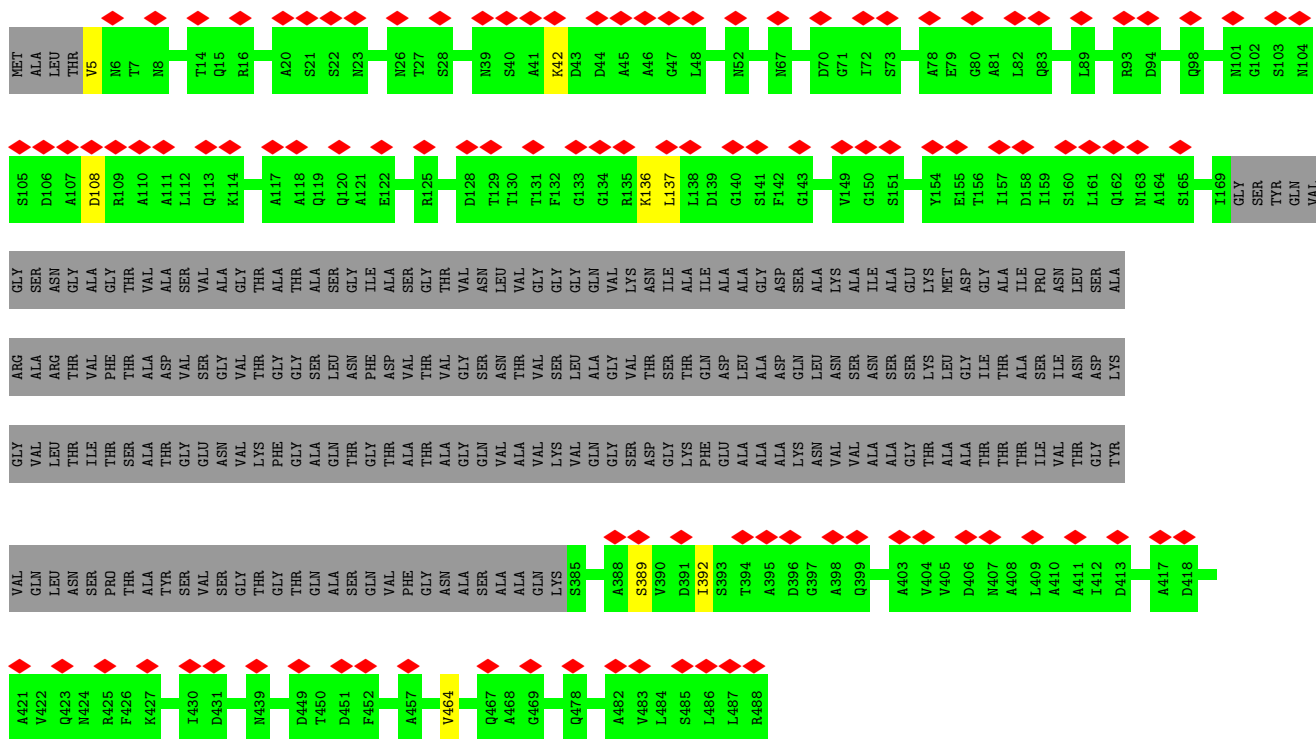 MET ALA LEU THR V5 N6 T7 N8 T14 Q15 R16 A20 S21 S22 N23 N26 T27 S28 N39 S40 A41 K42 D43 D44 A45 A46 G47 L48 N52 N67 D70 G71 I72 S73 A78 E79 G80 A81 L82 Q83 L89 R93 D94 Q98 N101 G102 S103 N104
S105 D106 A107 D108 R109 A110 A111 L112 Q113 K114 A117 A118 Q119 Q120 A121 E122 R125 D128 T129 T130 T131 F132 G133 G134 R135 K136 L137 L138 D139 G140 S141 F142 G143 V149 G150 S151 Y154 E155 T156 I157 D158 I159 S160 L161 Q162 N163 A164 S165 I169 GLY SER TYR GLN VAL
GLY SER ASN GLY ALA GLY THR VAL ALA SER VAL ALA GLY THR ALA THR ALA SER GLY ILE ALA SER GLY THR VAL ASN LEU VAL GLY GLY GLY GLN VAL LYS ASN ILE ALA ILE ALA ALA GLY ASP SER ALA LYS ALA ILE ALA GLU LYS MET ASP GLY ALA ILE PRO ASN LEU SER ALA
ARG ALA ARG THR VAL PHE THR ALA ASP VAL SER GLY VAL THR GLY GLY SER LEU ASN PHE ASP VAL THR VAL GLY SER ASN THR VAL SER LEU ALA GLY VAL THR SER THR GLN ASP LEU ALA ASP GLN LEU ASN SER ASN SER SER LYS LEU GLY ILE THR ALA SER ILE ASN ASP LYS
GLY VAL LEU THR ILE THR SER ALA THR GLY GLU ASN VAL LYS PHE GLY ALA GLN THR GLY THR ALA THR ALA GLY GLN VAL ALA VAL LYS VAL GLN GLY SER ASP GLY LYS PHE GLU ALA ALA ALA LYS ASN VAL VAL ALA ALA GLY THR ALA ALA THR THR THR ILE VAL THR GLY TYR
VAL GLN LEU ASN SER PRO THR ALA TYR SER VAL SER GLY THR GLY THR GLN ALA SER GLN VAL PHE GLY ASN ALA SER ALA ALA GLN LYS S385 A388 S389 V390 D391 I392 S393 T394 A395 D396 G397 A398 Q399 A403 V404 V405 D406 N407 A408 L409 A410 A411 I412 D413 A417 D418
A421 V422 Q423 N424 R425 F426 K427 I430 D431 N439 D449 T450 D451 F452 A457 V464 Q467 A468 G469 Q478 A482 V483 L484 S485 L486 L487 R488